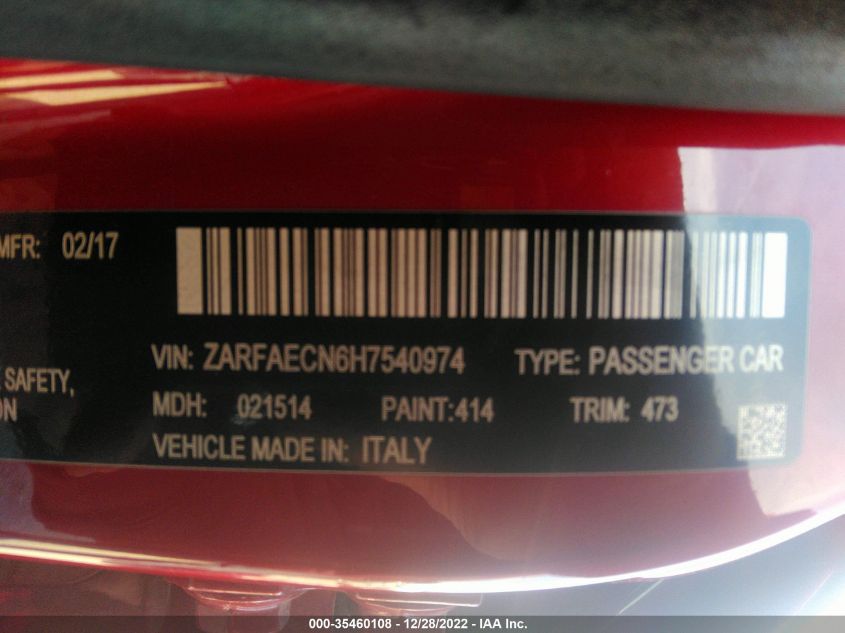 MFR: 02/17
VIN: ZARFAECN6H7540974 TYPE: PASSENGER CAR
SAFETY,
MDH: 021514 PAINT:414 TRIM: 473
VEHICLE MADE IN: ITALY
000-35460108 - 12/28/2022 - IAA Inc.